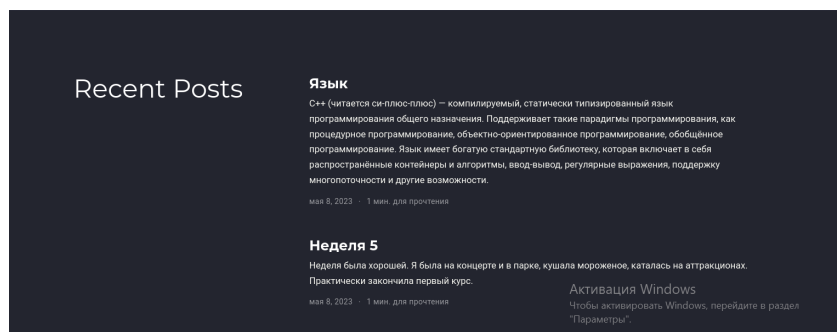 Recent Posts
Язык
C++ (читается си-плюс-плюс) — компилируемый, статически типизированный язык
программирования общего назначения. Поддерживает такие парадигмы программирования, как
процедурное программирование, объектно-ориентированное программирование, обобщённое
программирование. Язык имеет богатую стандартную библиотеку, которая включает в себя
распространённые контейнеры и алгоритмы, ввод-вывод, регулярные выражения, поддержку
многопоточности и другие возможности.
мая 8, 2023 · 1 мин. для прочтения
Неделя 5
Неделя была хорошей. Я была на концерте и в парке, кушала мороженое, каталась на аттракционах.
Практически закончила первый курс.
мая 8, 2023 · 1 мин. для прочтения
Активация Windows
Чтобы активировать Windows, перейдите в раздел
"Параметры".